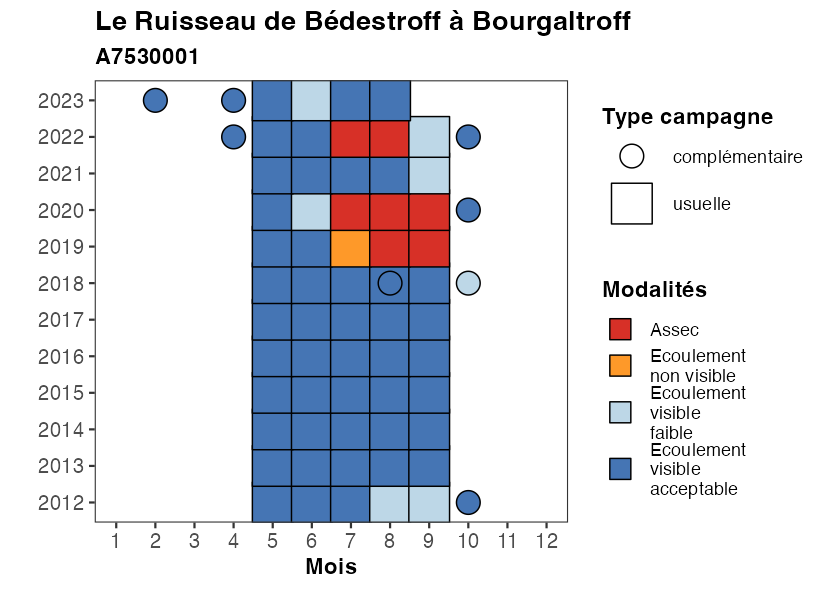 Le Ruisseau de Bédestroff à Bourgaltroff
A7530001
2023
2022
2021
2020
2019
2018
2017
2016
2015
2014
2013
2012
1 2 3 4 5 6 7 8 9 10 11 12
Mois
Type campagne
complémentaire
usuelle
Modalités
Assec
Ecoulement
non visible
Ecoulement
visible
faible
Ecoulement
visible
acceptable